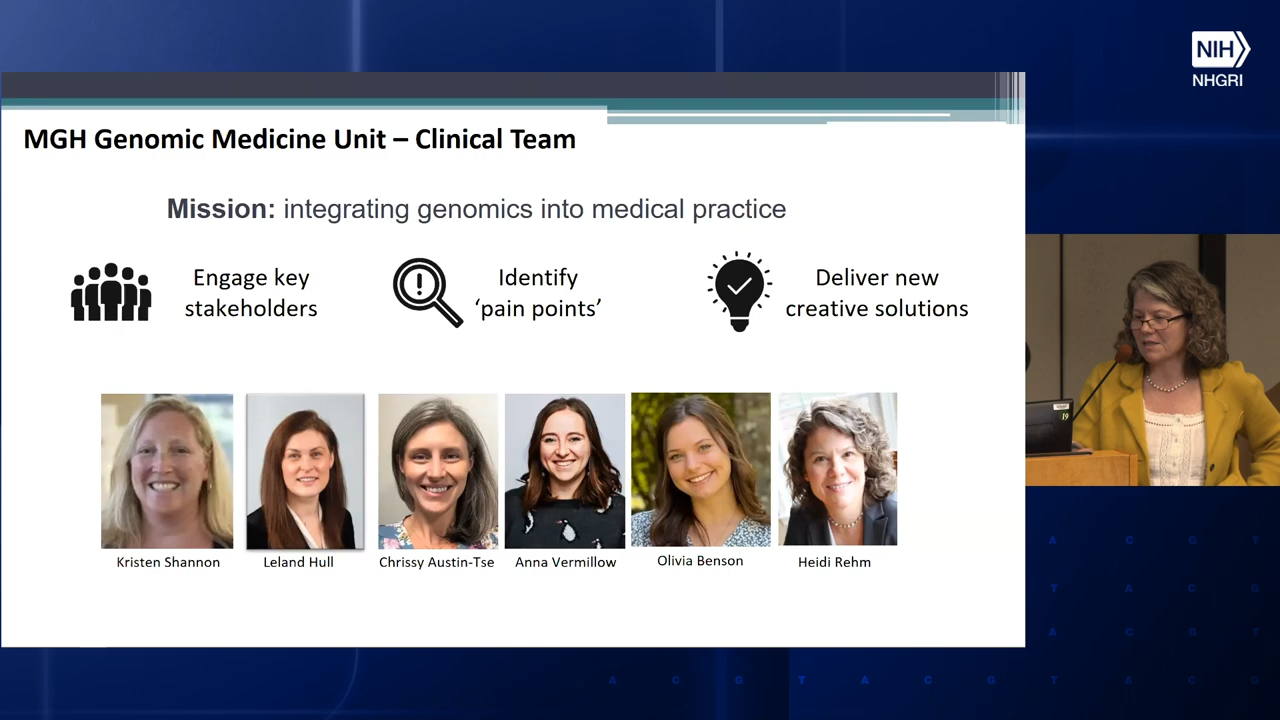 NIH
NHGRI
MGH Genomic Medicine Unit – Clinical Team
Mission: integrating genomics into medical practice
Engage key
stakeholders
Identify
‘pain points’
Deliver new
creative solutions
Kristen Shannon
Leland Hull
Chrissy Austin-Tse
Anna Vermillow
Olivia Benson
Heidi Rehm
19
A C G T
T A C G
A C G T
A C G T A C G T A C G